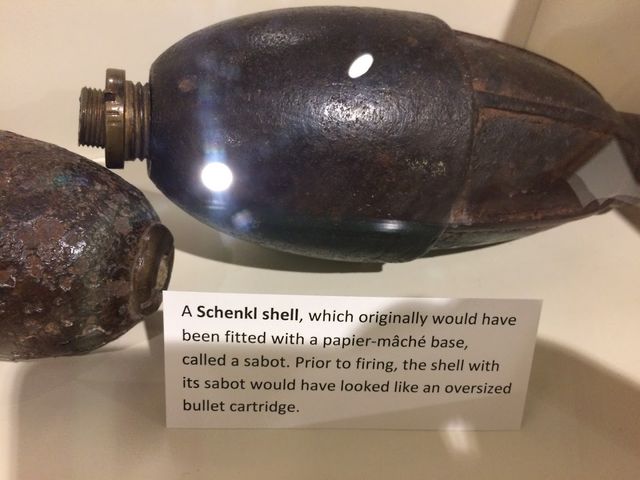 A Schenkl shell, which originally would have
been fitted with a papier-mâché base,
called a sabot. Prior to firing, the shell with
its sabot would have looked like an oversized
bullet cartridge.